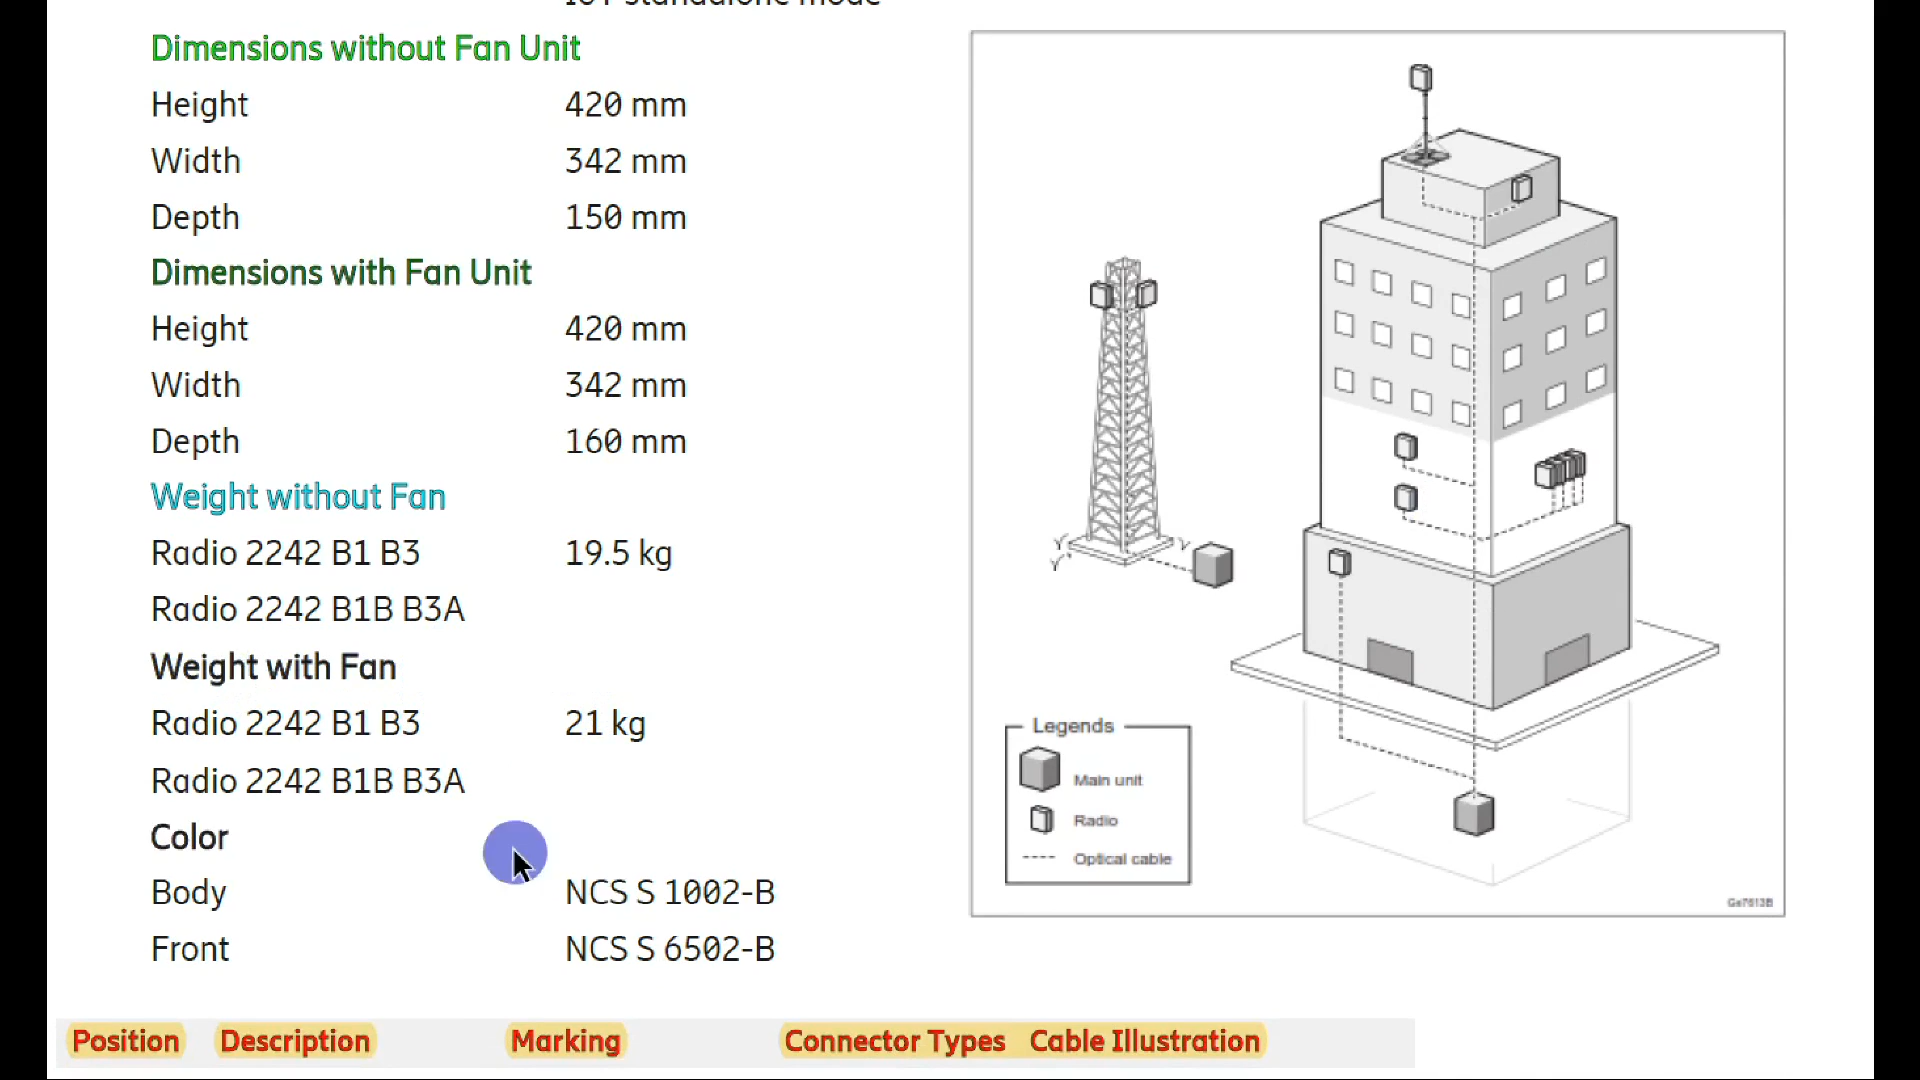 IoT standalone mode
Dimensions without Fan Unit
Height 420 mm
Width 342 mm
Depth 150 mm
Dimensions with Fan Unit
Height 420 mm
Width 342 mm
Depth 160 mm
Weight without Fan
Radio 2242 B1 B3 19.5 kg
Radio 2242 B1B B3A
Weight with Fan
Radio 2242 B1 B3 21 kg
Radio 2242 B1B B3A
Color
Body NCS S 1002-B
Front NCS S 6502-B
Legends
Main unit
Radio
Optical cable
Position Description Marking Connector Types Cable Illustration